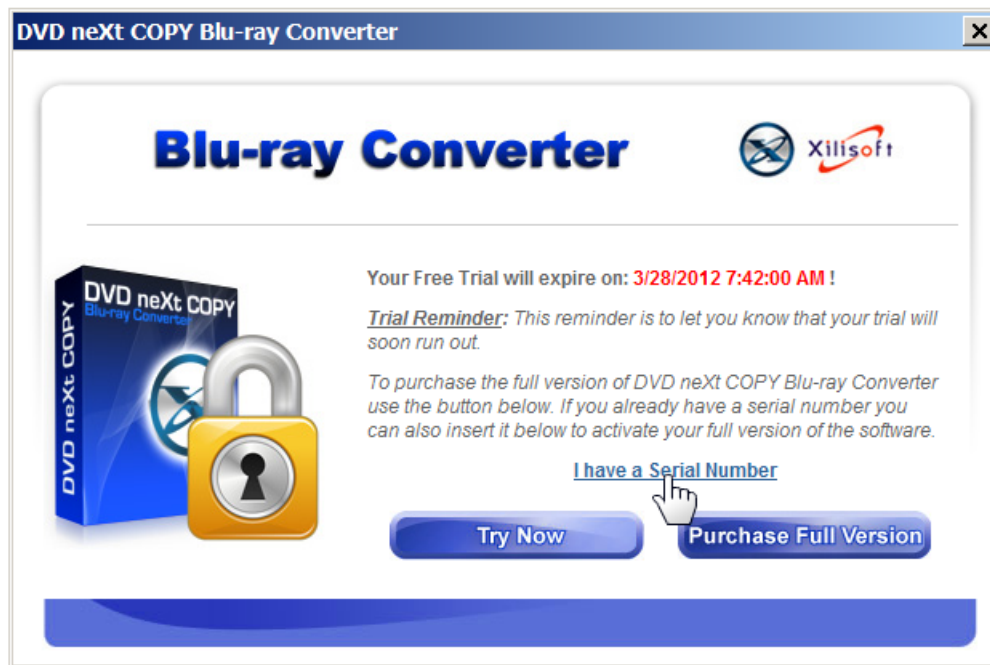 DVD neXt COPY Blu-ray Converter
Blu-ray Converter
Xilisoft
DVD neXt COPY
DVD neXt COPY
Blu-ray Converter
Your Free Trial will expire on: 3/28/2012 7:42:00 AM !
Trial Reminder: This reminder is to let you know that your trial will
soon run out.
To purchase the full version of DVD neXt COPY Blu-ray Converter
use the button below. If you already have a serial number you
can also insert it below to activate your full version of the software.
I have a Serial Number
Try Now
Purchase Full Version